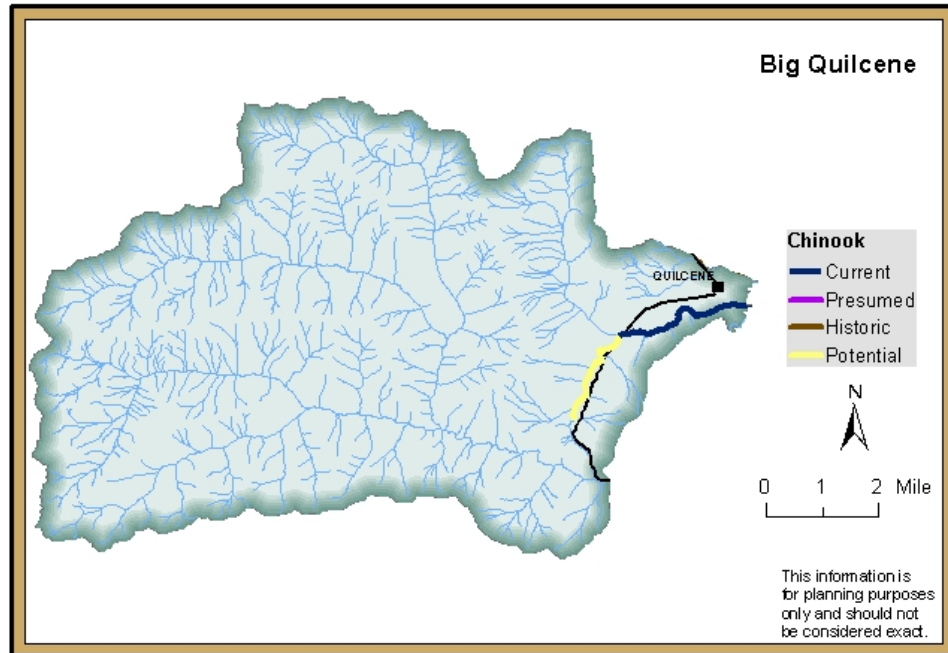 Big Quilcene
QUILCENE
Chinook
Current
Presumed
Historic
Potential
N
0 1 2 Mile
This information is
for planning purposes
only and should not
be considered exact.